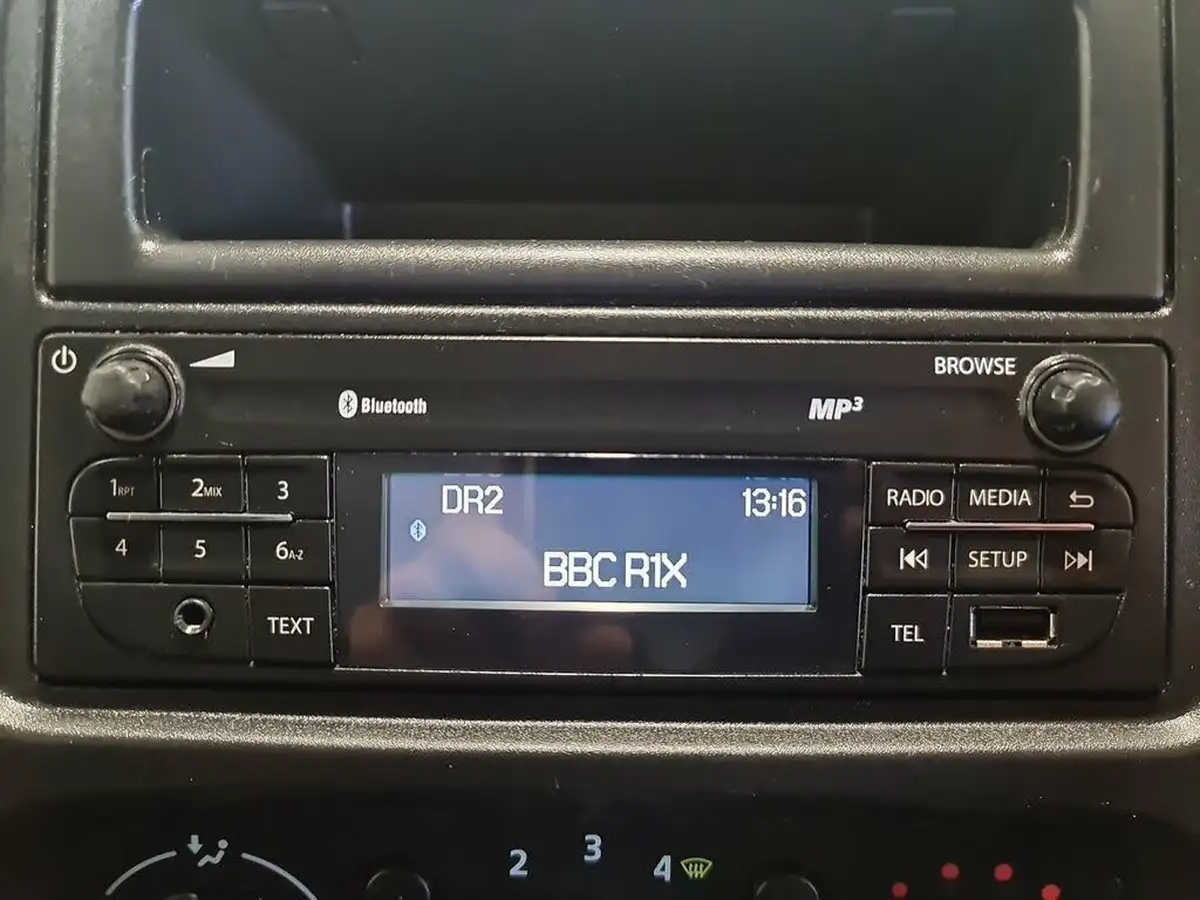 BROWSE
Bluetooth
MP3
1RPT 2MIX 3
RADIO MEDIA
DR2 13:16
4 5 6A-Z
SETUP
BBC R1X
TEXT
TEL
2 3 4